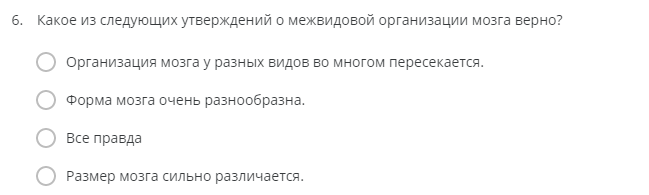 6. Какое из следующих утверждений о межвидовой организации мозга верно?
Организация мозга у разных видов во многом пересекается.
Форма мозга очень разнообразна.
Все правда
Размер мозга сильно различается.